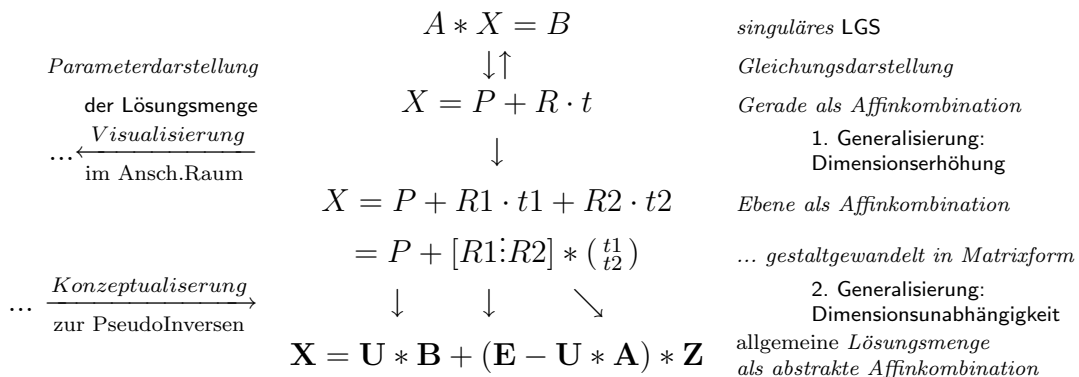 A ∗ X = B singuläres LGS
Parameterdarstellung ↓↑ Gleichungsdarstellung
der Lösungsmenge X = P + R · t Gerade als Affinkombination
... ←Visualisierung 1. Generalisierung:
im Ansch.Raum ↓ Dimensionserhöhung
X = P + R1 · t1 + R2 · t2 Ebene als Affinkombination
= P + [R1⋮R2] ∗ (t1 t2) ... gestaltgewandelt in Matrixform
... Konzeptualiserung→ 2. Generalisierung:
zur PseudoInversen ↓ ↓ ↘ Dimensionsunabhängigkeit
X = U ∗ B + (E − U ∗ A) ∗ Z allgemeine Lösungsmenge
als abstrakte Affinkombination